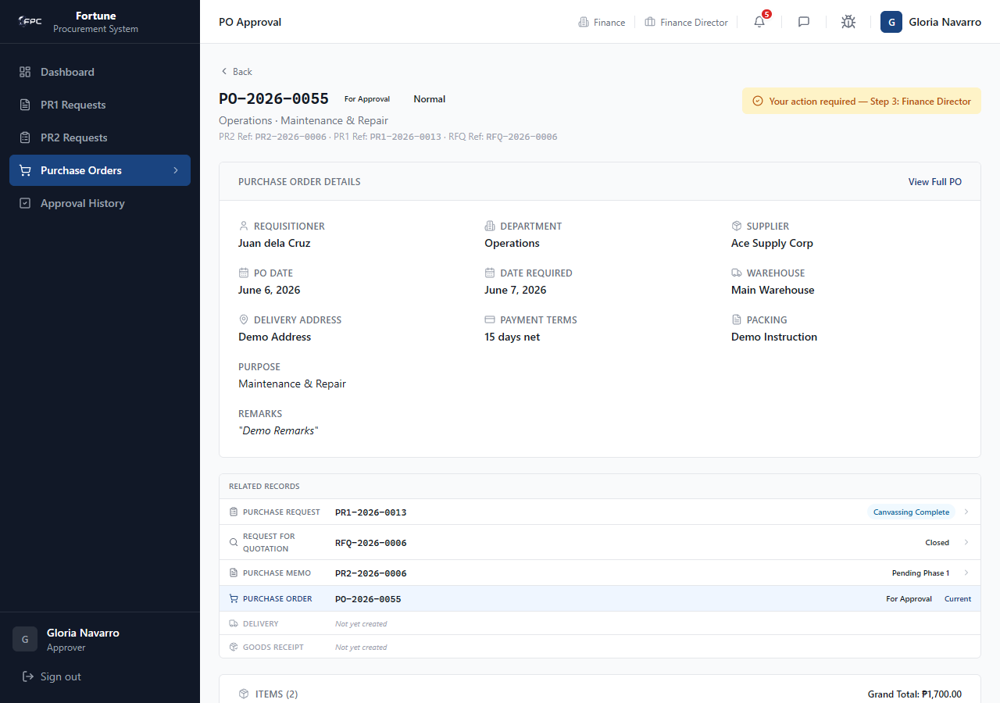 FPC
Fortune
Procurement System
Dashboard
PR1 Requests
PR2 Requests
Purchase Orders
Approval History
G
Gloria Navarro
Approver
Sign out
PO Approval
Finance
Finance Director
5
G
Gloria Navarro
Back
PO-2026-0055
For Approval
Normal
Your action required — Step 3: Finance Director
Operations · Maintenance & Repair
PR2 Ref: PR2-2026-0006 · PR1 Ref: PR1-2026-0013 · RFQ Ref: RFQ-2026-0006
PURCHASE ORDER DETAILS
View Full PO
REQUISITIONER
Juan dela Cruz
DEPARTMENT
Operations
SUPPLIER
Ace Supply Corp
PO DATE
June 6, 2026
DATE REQUIRED
June 7, 2026
WAREHOUSE
Main Warehouse
DELIVERY ADDRESS
Demo Address
PAYMENT TERMS
15 days net
PACKING
Demo Instruction
PURPOSE
Maintenance & Repair
REMARKS
"Demo Remarks"
RELATED RECORDS
PURCHASE REQUEST PR1-2026-0013 Canvassing Complete
REQUEST FOR
QUOTATION
RFQ-2026-0006 Closed
PURCHASE MEMO PR2-2026-0006 Pending Phase 1
PURCHASE ORDER PO-2026-0055 For Approval Current
DELIVERY Not yet created
GOODS RECEIPT Not yet created
ITEMS (2)
Grand Total: ₱1,700.00